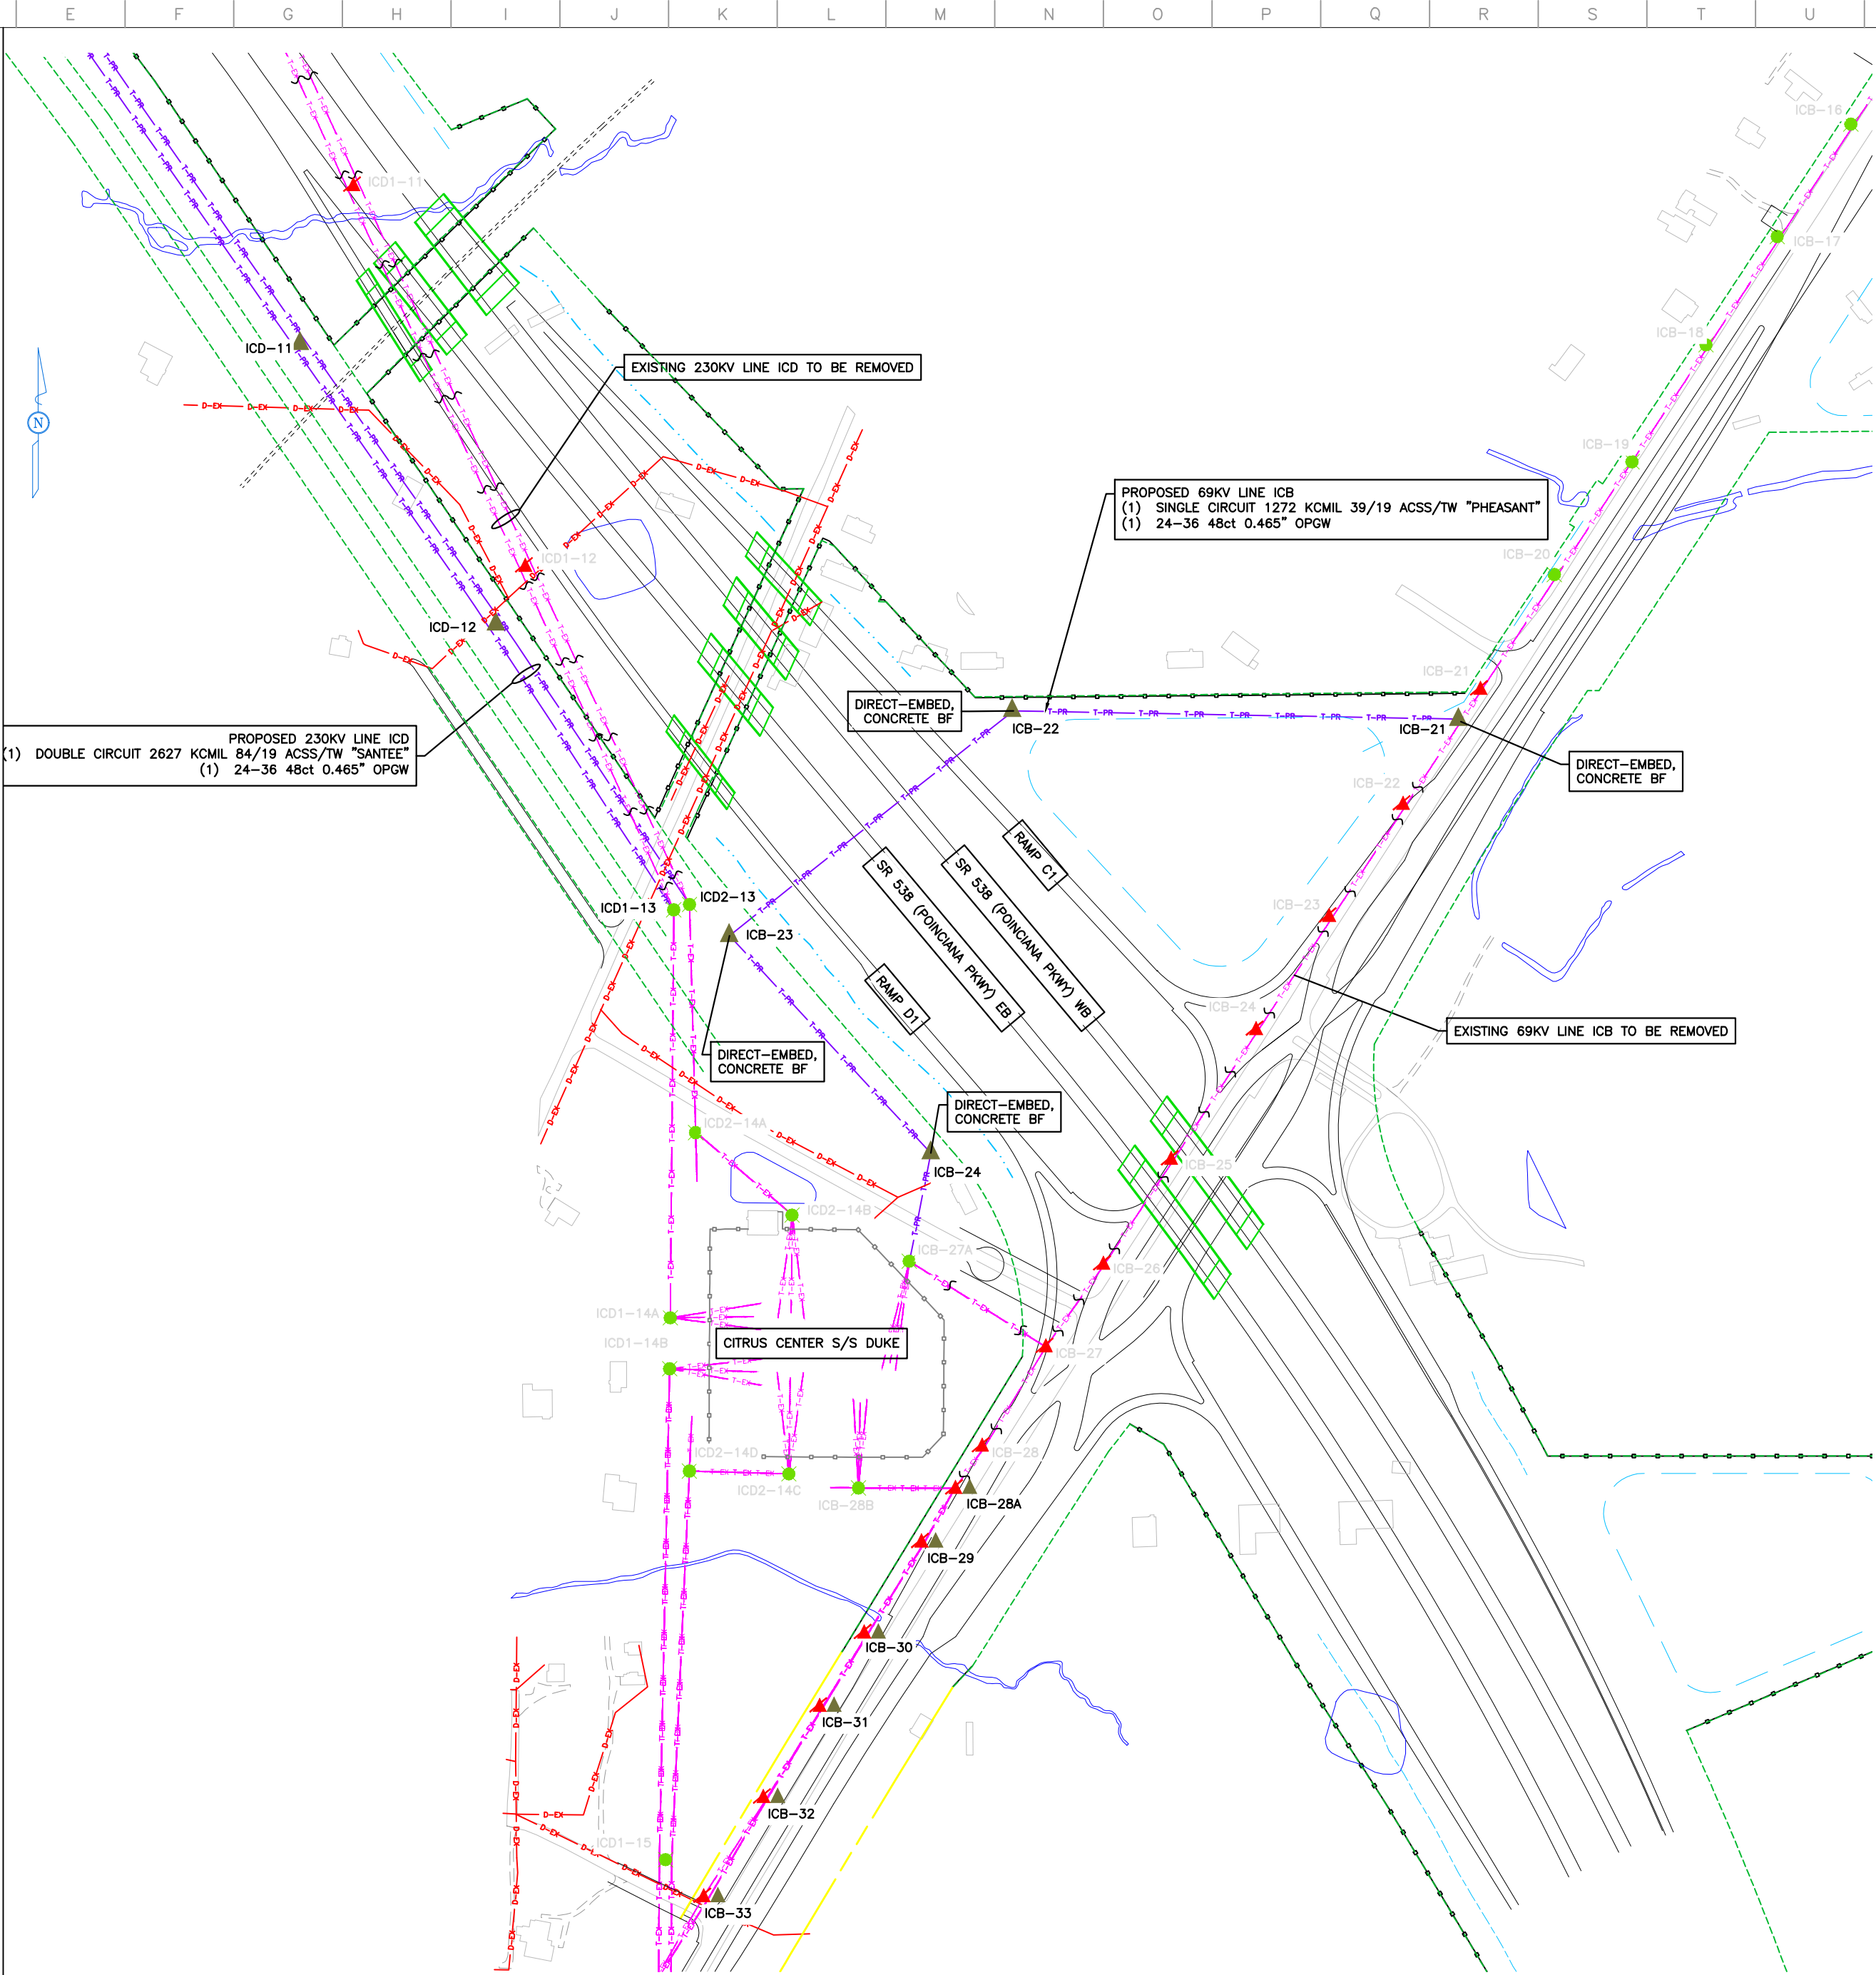 E F G H I J K L M N O P Q R S T U
ICB-16
ICD1-11
ICB-17
ICB-18
ICD-11
N
EXISTING 230KV LINE ICD TO BE REMOVED
ICB-19
PROPOSED 69KV LINE ICB
(1) SINGLE CIRCUIT 1272 KCMIL 39/19 ACSS/TW "PHEASANT"
(1) 24-36 48ct 0.465" OPGW
ICD1-12
ICB-20
ICD-12
ICB-21
DIRECT-EMBED,
CONCRETE BF
ICB-22
ICB-21
PROPOSED 230KV LINE ICD
(1) DOUBLE CIRCUIT 2627 KCMIL 84/19 ACSS/TW "SANTEE"
(1) 24-36 48ct 0.465" OPGW
DIRECT-EMBED,
CONCRETE BF
ICB-22
RAMP C1
SR 538 (POINCIANA PKWY) WB
SR 538 (POINCIANA PKWY) EB
RAMP D1
ICD2-13
ICD1-13
ICB-23
ICB-23
ICB-24
EXISTING 69KV LINE ICB TO BE REMOVED
DIRECT-EMBED,
CONCRETE BF
DIRECT-EMBED,
CONCRETE BF
ICD2-14A
ICB-24
ICB-25
ICD2-14B
ICB-27A
ICB-26
ICD1-14A
ICD1-14B
CITRUS CENTER S/S DUKE
ICB-27
ICB-28
ICD2-14D
ICD2-14C
ICB-28B
ICB-28A
ICB-29
ICB-30
ICB-31
ICB-32
ICD1-15
ICB-33
T-PR
T-EX
D-EX